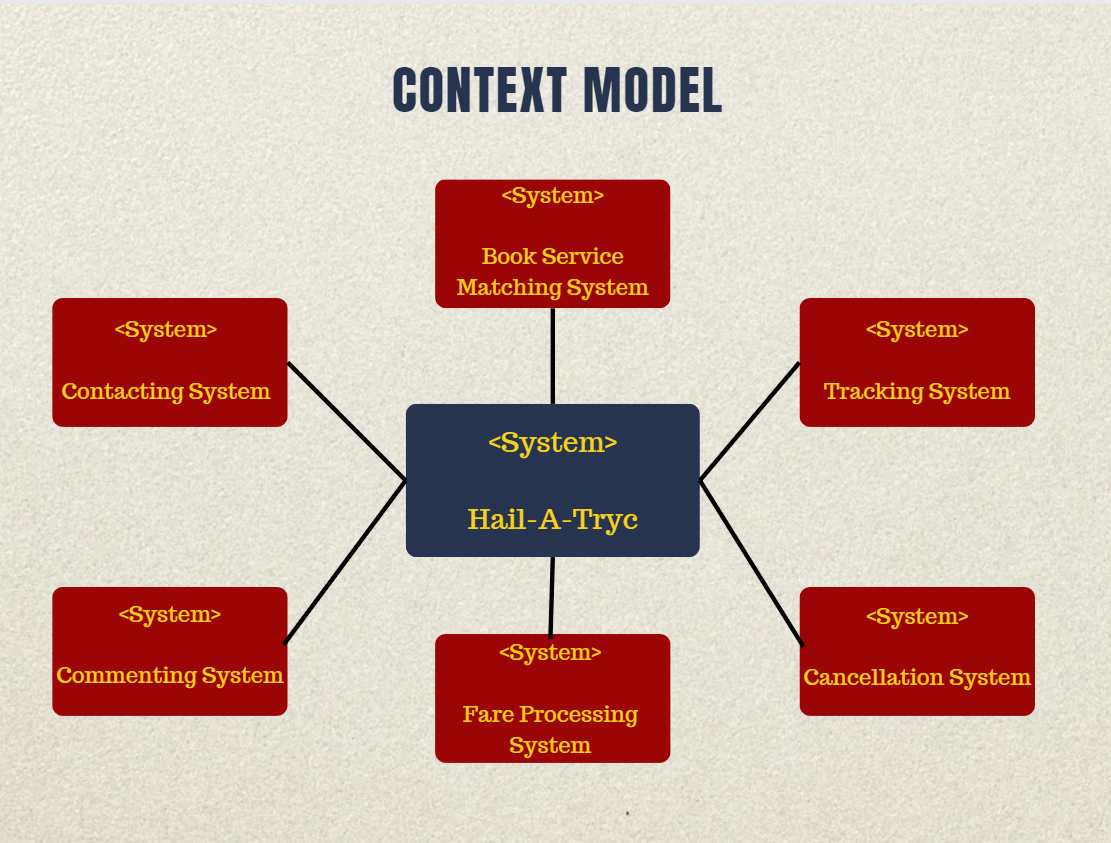 CONTEXT MODEL
<System>
Book Service
Matching System
<System>
Contacting System
<System>
Tracking System
<System>
Hail-A-Tryc
<System>
Commenting System
<System>
Fare Processing
System
<System>
Cancellation System